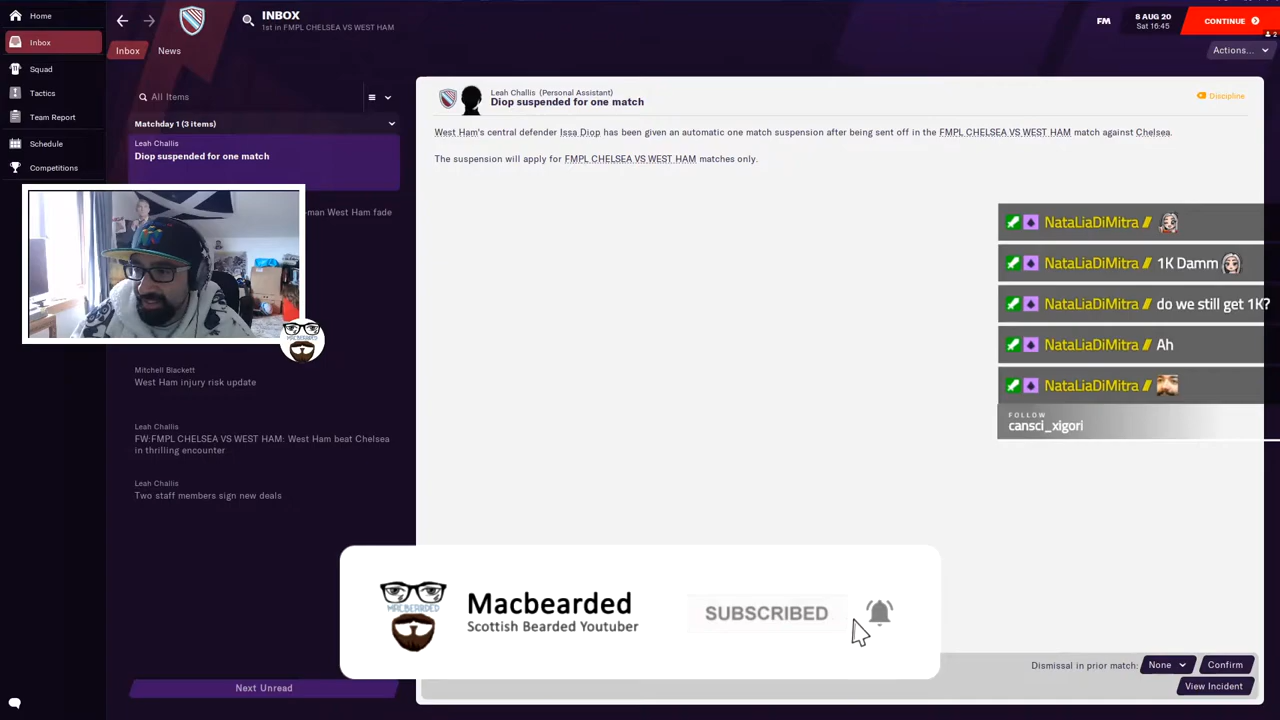 Home
INBOX
1st in FMPL CHELSEA VS WEST HAM
FM
8 AUG 20
Sat 16:45
CONTINUE
2
Inbox
Inbox
News
Actions...
Squad
Tactics
Team Report
Schedule
Competitions
All Items
Matchday 1 (3 items)
Leah Challis
Diop suspended for one match
man West Ham fade
Mitchell Blackett
West Ham injury risk update
Leah Challis
FW:FMPL CHELSEA VS WEST HAM: West Ham beat Chelsea
in thrilling encounter
Leah Challis
Two staff members sign new deals
Next Unread
Leah Challis (Personal Assistant)
Diop suspended for one match
Discipline
West Ham's central defender Issa Diop has been given an automatic one match suspension after being sent off in the FMPL CHELSEA VS WEST HAM match against Chelsea.
The suspension will apply for FMPL CHELSEA VS WEST HAM matches only.
NataLiaDiMitra //
NataLiaDiMitra // 1K Damm
NataLiaDiMitra // do we still get 1K?
NataLiaDiMitra // Ah
NataLiaDiMitra //
FOLLOW
cansci_xigori
MACBEARDED
Macbearded
Scottish Bearded Youtuber
SUBSCRIBED
Dismissal in prior match: None
Confirm
View Incident